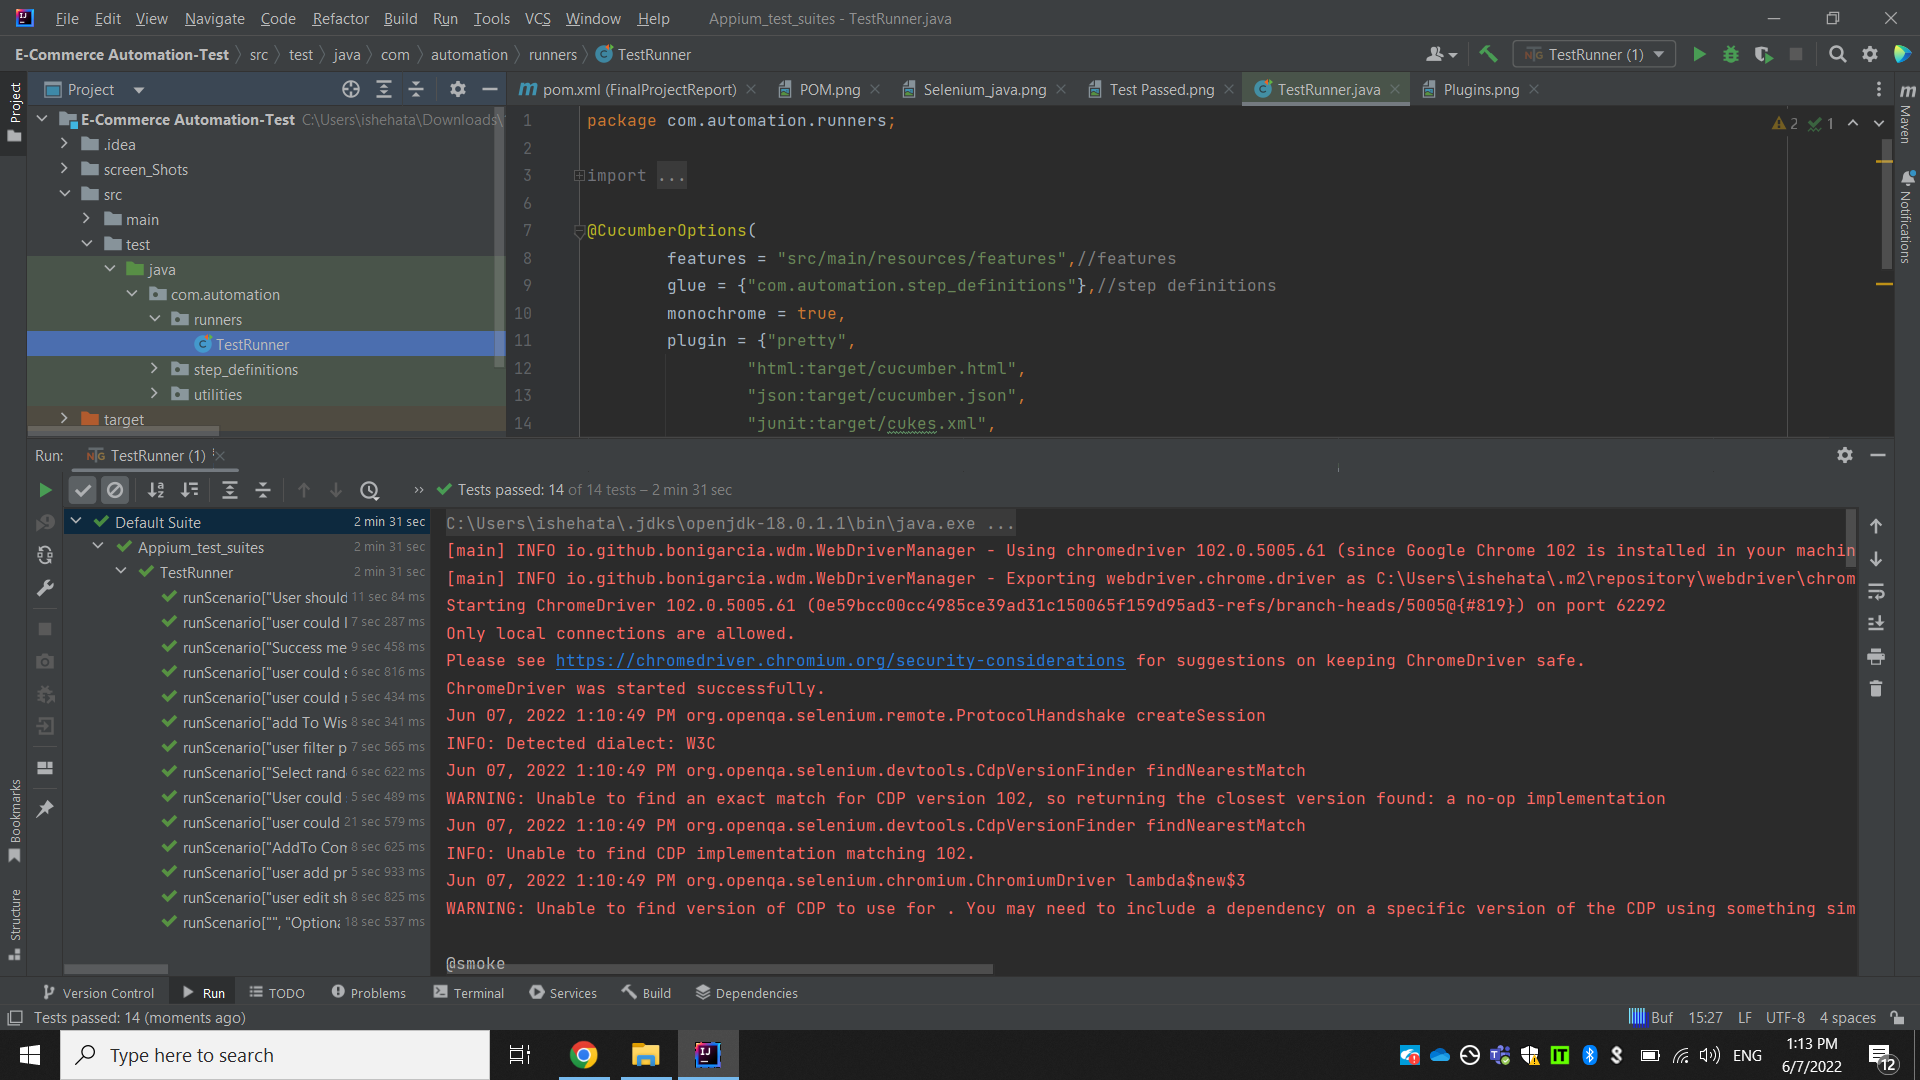 File Edit View Navigate Code Refactor Build Run Tools VCS Window Help Appium_test_suites - TestRunner.java
E-Commerce Automation-Test src test java com automation runners TestRunner TestRunner (1)
Project
pom.xml (FinalProjectReport) POM.png Selenium_java.png Test Passed.png TestRunner.java Plugins.png
E-Commerce Automation-Test C:\Users\ishehata\Downloads\
.idea
screen_Shots
src
main
test
java
com.automation
runners
TestRunner
step_definitions
utilities
target
1 package com.automation.runners;
2
3 import ...
6
7 @CucumberOptions(
8 features = "src/main/resources/features",//features
9 glue = {"com.automation.step_definitions"},//step definitions
10 monochrome = true,
11 plugin = {"pretty",
12 "html:target/cucumber.html",
13 "json:target/cucumber.json",
14 "junit:target/cukes.xml",
2 1
Project
Bookmarks
Structure
Maven
Notifications
Run: TestRunner (1)
Tests passed: 14 of 14 tests – 2 min 31 sec
Default Suite 2 min 31 sec
Appium_test_suites 2 min 31 sec
TestRunner 2 min 31 sec
runScenario["User should 11 sec 84 ms
runScenario["user could 7 sec 287 ms
runScenario["Success me 9 sec 458 ms
runScenario["user could 6 sec 816 ms
runScenario["user could 5 sec 434 ms
runScenario["add To Wis 8 sec 341 ms
runScenario["user filter p 7 sec 565 ms
runScenario["Select rand 6 sec 622 ms
runScenario["User could 5 sec 489 ms
runScenario["user could 21 sec 579 ms
runScenario["AddTo Com 8 sec 625 ms
runScenario["user add pr 5 sec 933 ms
runScenario["user edit sh 8 sec 825 ms
runScenario["", "Optiona 18 sec 537 ms
C:\Users\ishehata\.jdks\openjdk-18.0.1.1\bin\java.exe ...
[main] INFO io.github.bonigarcia.wdm.WebDriverManager - Using chromedriver 102.0.5005.61 (since Google Chrome 102 is installed in your machin
[main] INFO io.github.bonigarcia.wdm.WebDriverManager - Exporting webdriver.chrome.driver as C:\Users\ishehata\.m2\repository\webdriver\chrom
Starting ChromeDriver 102.0.5005.61 (0e59bcc00cc4985ce39ad31c150065f159d95ad3-refs/branch-heads/5005@{#819}) on port 62292
Only local connections are allowed.
Please see https://chromedriver.chromium.org/security-considerations for suggestions on keeping ChromeDriver safe.
ChromeDriver was started successfully.
Jun 07, 2022 1:10:49 PM org.openqa.selenium.remote.ProtocolHandshake createSession
INFO: Detected dialect: W3C
Jun 07, 2022 1:10:49 PM org.openqa.selenium.devtools.CdpVersionFinder findNearestMatch
WARNING: Unable to find an exact match for CDP version 102, so returning the closest version found: a no-op implementation
Jun 07, 2022 1:10:49 PM org.openqa.selenium.devtools.CdpVersionFinder findNearestMatch
INFO: Unable to find CDP implementation matching 102.
Jun 07, 2022 1:10:49 PM org.openqa.selenium.chromium.ChromiumDriver lambda$new$3
WARNING: Unable to find version of CDP to use for . You may need to include a dependency on a specific version of the CDP using something sim
@smoke
Version Control Run TODO Problems Terminal Services Build Dependencies
Tests passed: 14 (moments ago) Buf 15:27 LF UTF-8 4 spaces
Type here to search
ENG 1:13 PM
6/7/2022 12